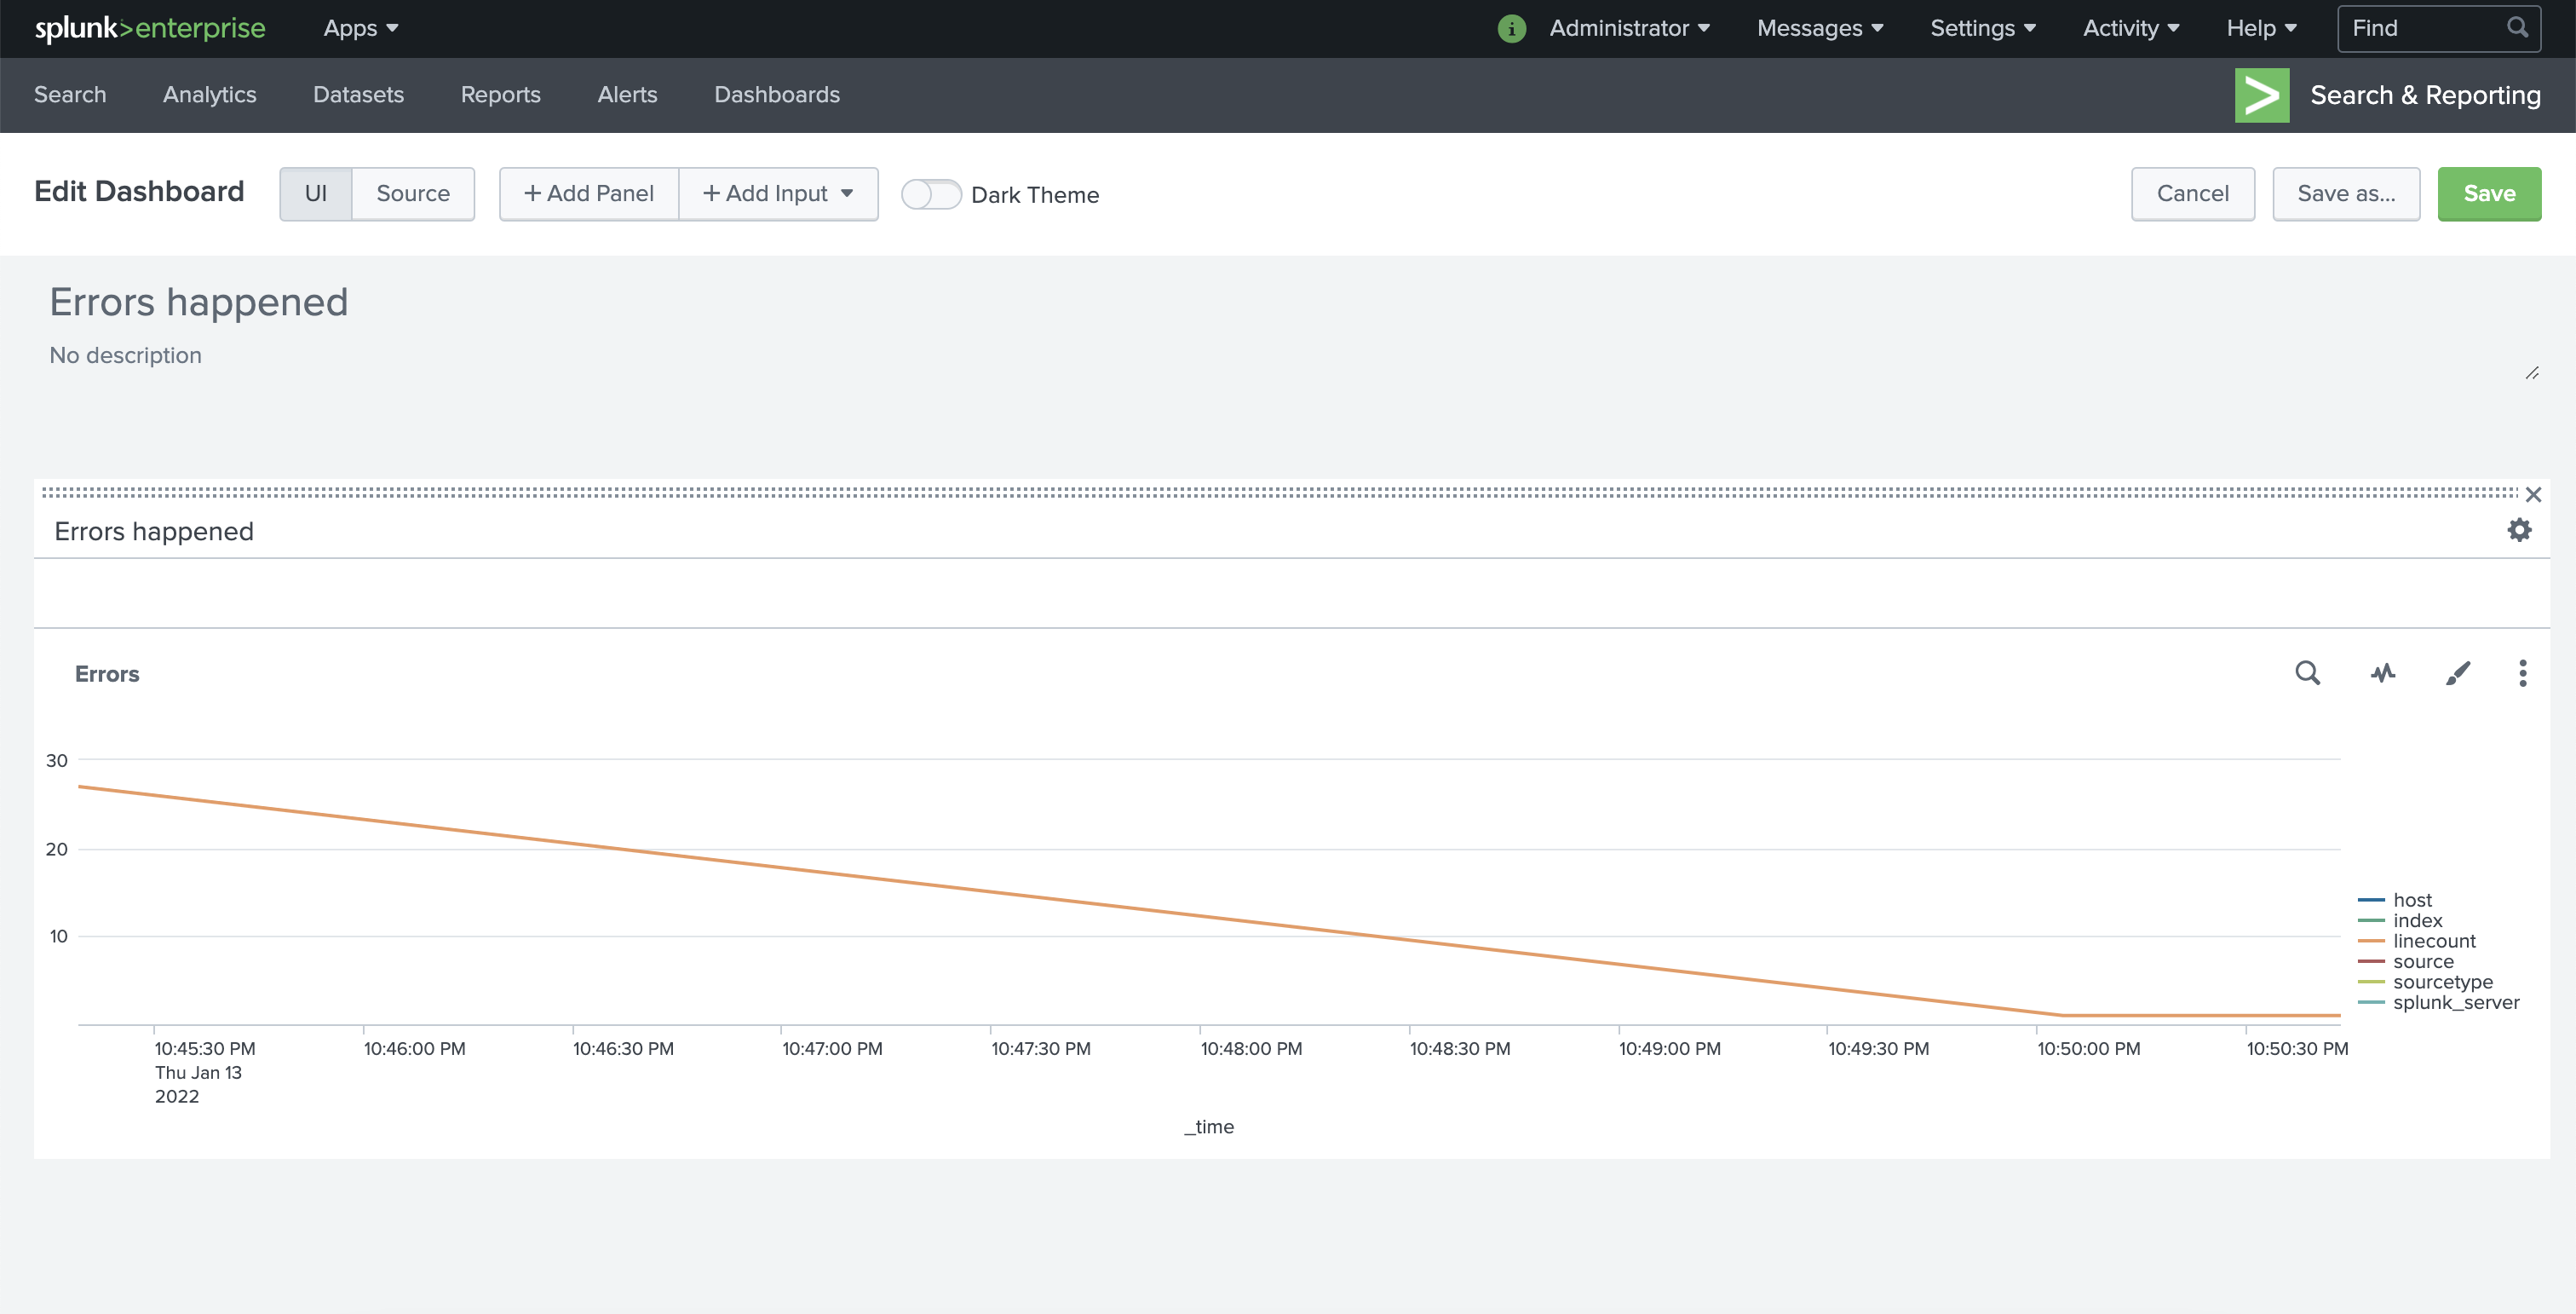 splunk>enterprise Apps i Administrator Messages Settings Activity Help Find
Search Analytics Datasets Reports Alerts Dashboards > Search & Reporting
Edit Dashboard UI Source + Add Panel + Add Input Dark Theme Cancel Save as... Save
Errors happened
No description
Errors happened
Errors
30
20
10
host
index
linecount
source
sourcetype
splunk_server
10:45:30 PM 10:46:00 PM 10:46:30 PM 10:47:00 PM 10:47:30 PM 10:48:00 PM 10:48:30 PM 10:49:00 PM 10:49:30 PM 10:50:00 PM 10:50:30 PM
Thu Jan 13
2022
_time